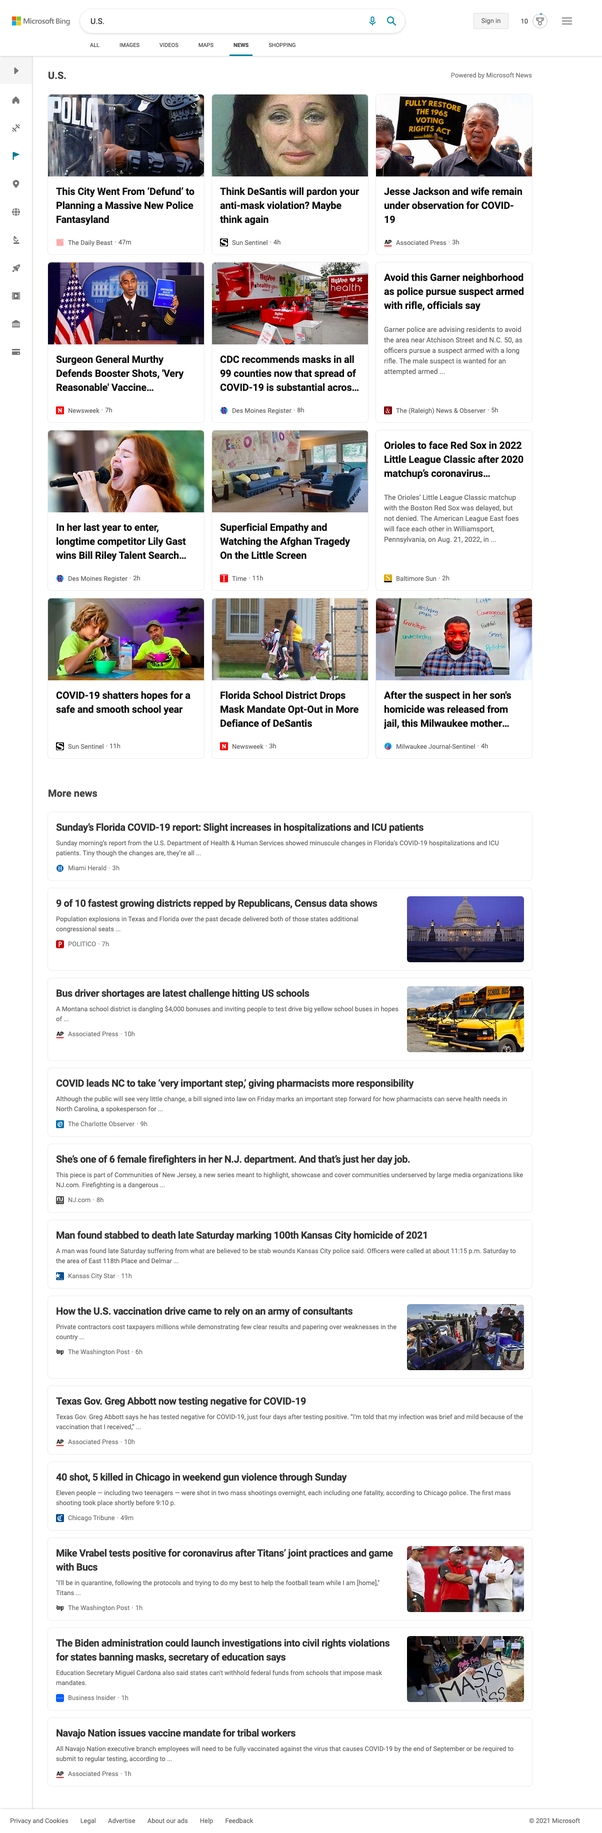 Microsoft Bing
U.S.
Sign in
10
ALL
IMAGES
VIDEOS
MAPS
NEWS
SHOPPING
U.S.
Powered by Microsoft News
POLIC
This City Went From ‘Defund’ to
Planning a Massive New Police
Fantasyland
The Daily Beast · 47m
Think DeSantis will pardon your
anti-mask violation? Maybe
think again
Sun Sentinel · 4h
FULLY RESTORE
THE 1965
VOTING
RIGHTS ACT
Jesse Jackson and wife remain
under observation for COVID-
19
AP Associated Press · 3h
Surgeon General Murthy
Defends Booster Shots, 'Very
Reasonable' Vaccine...
N Newsweek · 7h
HyVee
health
CDC recommends masks in all
99 counties now that spread of
COVID-19 is substantial acros...
Des Moines Register · 8h
Avoid this Garner neighborhood
as police pursue suspect armed
with rifle, officials say
Garner police are advising residents to avoid
the area near Atchison Street and N.C. 50, as
officers pursue a suspect armed with a long
rifle. The male suspect is wanted for an
attempted armed ...
The (Raleigh) News & Observer · 5h
In her last year to enter,
longtime competitor Lily Gast
wins Bill Riley Talent Search...
Des Moines Register · 2h
Superficial Empathy and
Watching the Afghan Tragedy
On the Little Screen
T Time · 11h
Orioles to face Red Sox in 2022
Little League Classic after 2020
matchup’s coronavirus...
The Orioles’ Little League Classic matchup
with the Boston Red Sox was delayed, but
not denied. The American League East foes
will face each other in Williamsport,
Pennsylvania, on Aug. 21, 2022, in ...
Baltimore Sun · 2h
COVID-19 shatters hopes for a
safe and smooth school year
Sun Sentinel · 11h
Florida School District Drops
Mask Mandate Opt-Out in More
Defiance of DeSantis
N Newsweek · 3h
Courageous
After the suspect in her son's
homicide was released from
jail, this Milwaukee mother...
Milwaukee Journal-Sentinel · 4h
More news
Sunday’s Florida COVID-19 report: Slight increases in hospitalizations and ICU patients
Sunday morning’s report from the U.S. Department of Health & Human Services showed minuscule changes in Florida’s COVID-19 hospitalizations and ICU
patients. Tiny though the changes are, they’re all ...
Miami Herald · 3h
9 of 10 fastest growing districts repped by Republicans, Census data shows
Population explosions in Texas and Florida over the past decade delivered both of those states additional
congressional seats ...
P POLITICO · 7h
Bus driver shortages are latest challenge hitting US schools
A Montana school district is dangling $4,000 bonuses and inviting people to test drive big yellow school buses in hopes
of ...
AP Associated Press · 10h
SCHOOL BUS
COVID leads NC to take ‘very important step,’ giving pharmacists more responsibility
Although the public will see very little change, a bill signed into law on Friday marks an important step forward for how pharmacists can serve health needs in
North Carolina, a spokesperson for ...
The Charlotte Observer · 9h
She’s one of 6 female firefighters in her N.J. department. And that’s just her day job.
This piece is part of Communities of New Jersey, a new series meant to highlight, showcase and cover communities underserved by large media organizations like
NJ.com. Firefighting is a dangerous ...
NJ.com · 8h
Man found stabbed to death late Saturday marking 100th Kansas City homicide of 2021
A man was found late Saturday suffering from what are believed to be stab wounds Kansas City police said. Officers were called at about 11:15 p.m. Saturday to
the area of East 118th Place and Delmar ...
Kansas City Star · 11h
How the U.S. vaccination drive came to rely on an army of consultants
Private contractors cost taxpayers millions while demonstrating few clear results and papering over weaknesses in the
country ...
wp The Washington Post · 6h
Texas Gov. Greg Abbott now testing negative for COVID-19
Texas Gov. Greg Abbott says he has tested negative for COVID-19, just four days after testing positive. “I’m told that my infection was brief and mild because of the
vaccination that I received,” ...
AP Associated Press · 10h
40 shot, 5 killed in Chicago in weekend gun violence through Sunday
Eleven people — including two teenagers — were shot in two mass shootings overnight, each including one fatality, according to Chicago police. The first mass
shooting took place shortly before 9:10 p.m.
Chicago Tribune · 49m
Mike Vrabel tests positive for coronavirus after Titans’ joint practices and game
with Bucs
“I’ll be in quarantine, following the protocols and trying to do my best to help the football team while I am [home],”
Titans ...
wp The Washington Post · 1h
The Biden administration could launch investigations into civil rights violations
for states banning masks, secretary of education says
Education Secretary Miguel Cardona also said states can't withhold federal funds from schools that impose mask
mandates.
Business Insider · 1h
MASKS
IN
Navajo Nation issues vaccine mandate for tribal workers
All Navajo Nation executive branch employees will need to be fully vaccinated against the virus that causes COVID-19 by the end of September or be required to
submit to regular testing, according to ...
AP Associated Press · 1h
Privacy and Cookies
Legal
Advertise
About our ads
Help
Feedback
© 2021 Microsoft